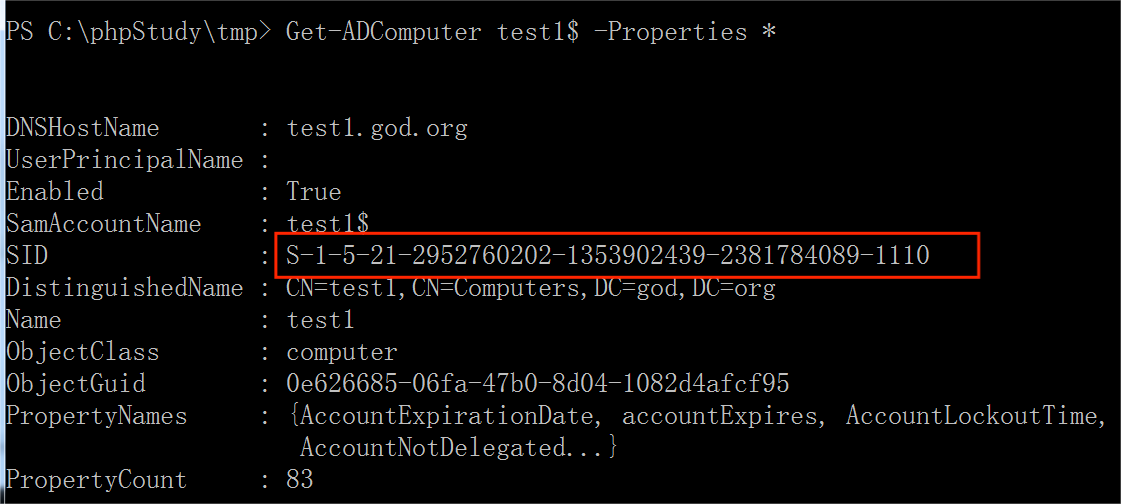 PS C:\phpStudy\tmp> Get-ADComputer test1$ -Properties *
DNSHostName : test1.god.org
UserPrincipalName :
Enabled : True
SamAccountName : test1$
SID : S-1-5-21-2952760202-1353902439-2381784089-1110
DistinguishedName : CN=test1,CN=Computers,DC=god,DC=org
Name : test1
ObjectClass : computer
ObjectGuid : 0e626685-06fa-47b0-8d04-1082d4afcf95
PropertyNames : {AccountExpirationDate, accountExpires, AccountLockoutTime,
AccountNotDelegated...}
PropertyCount : 83